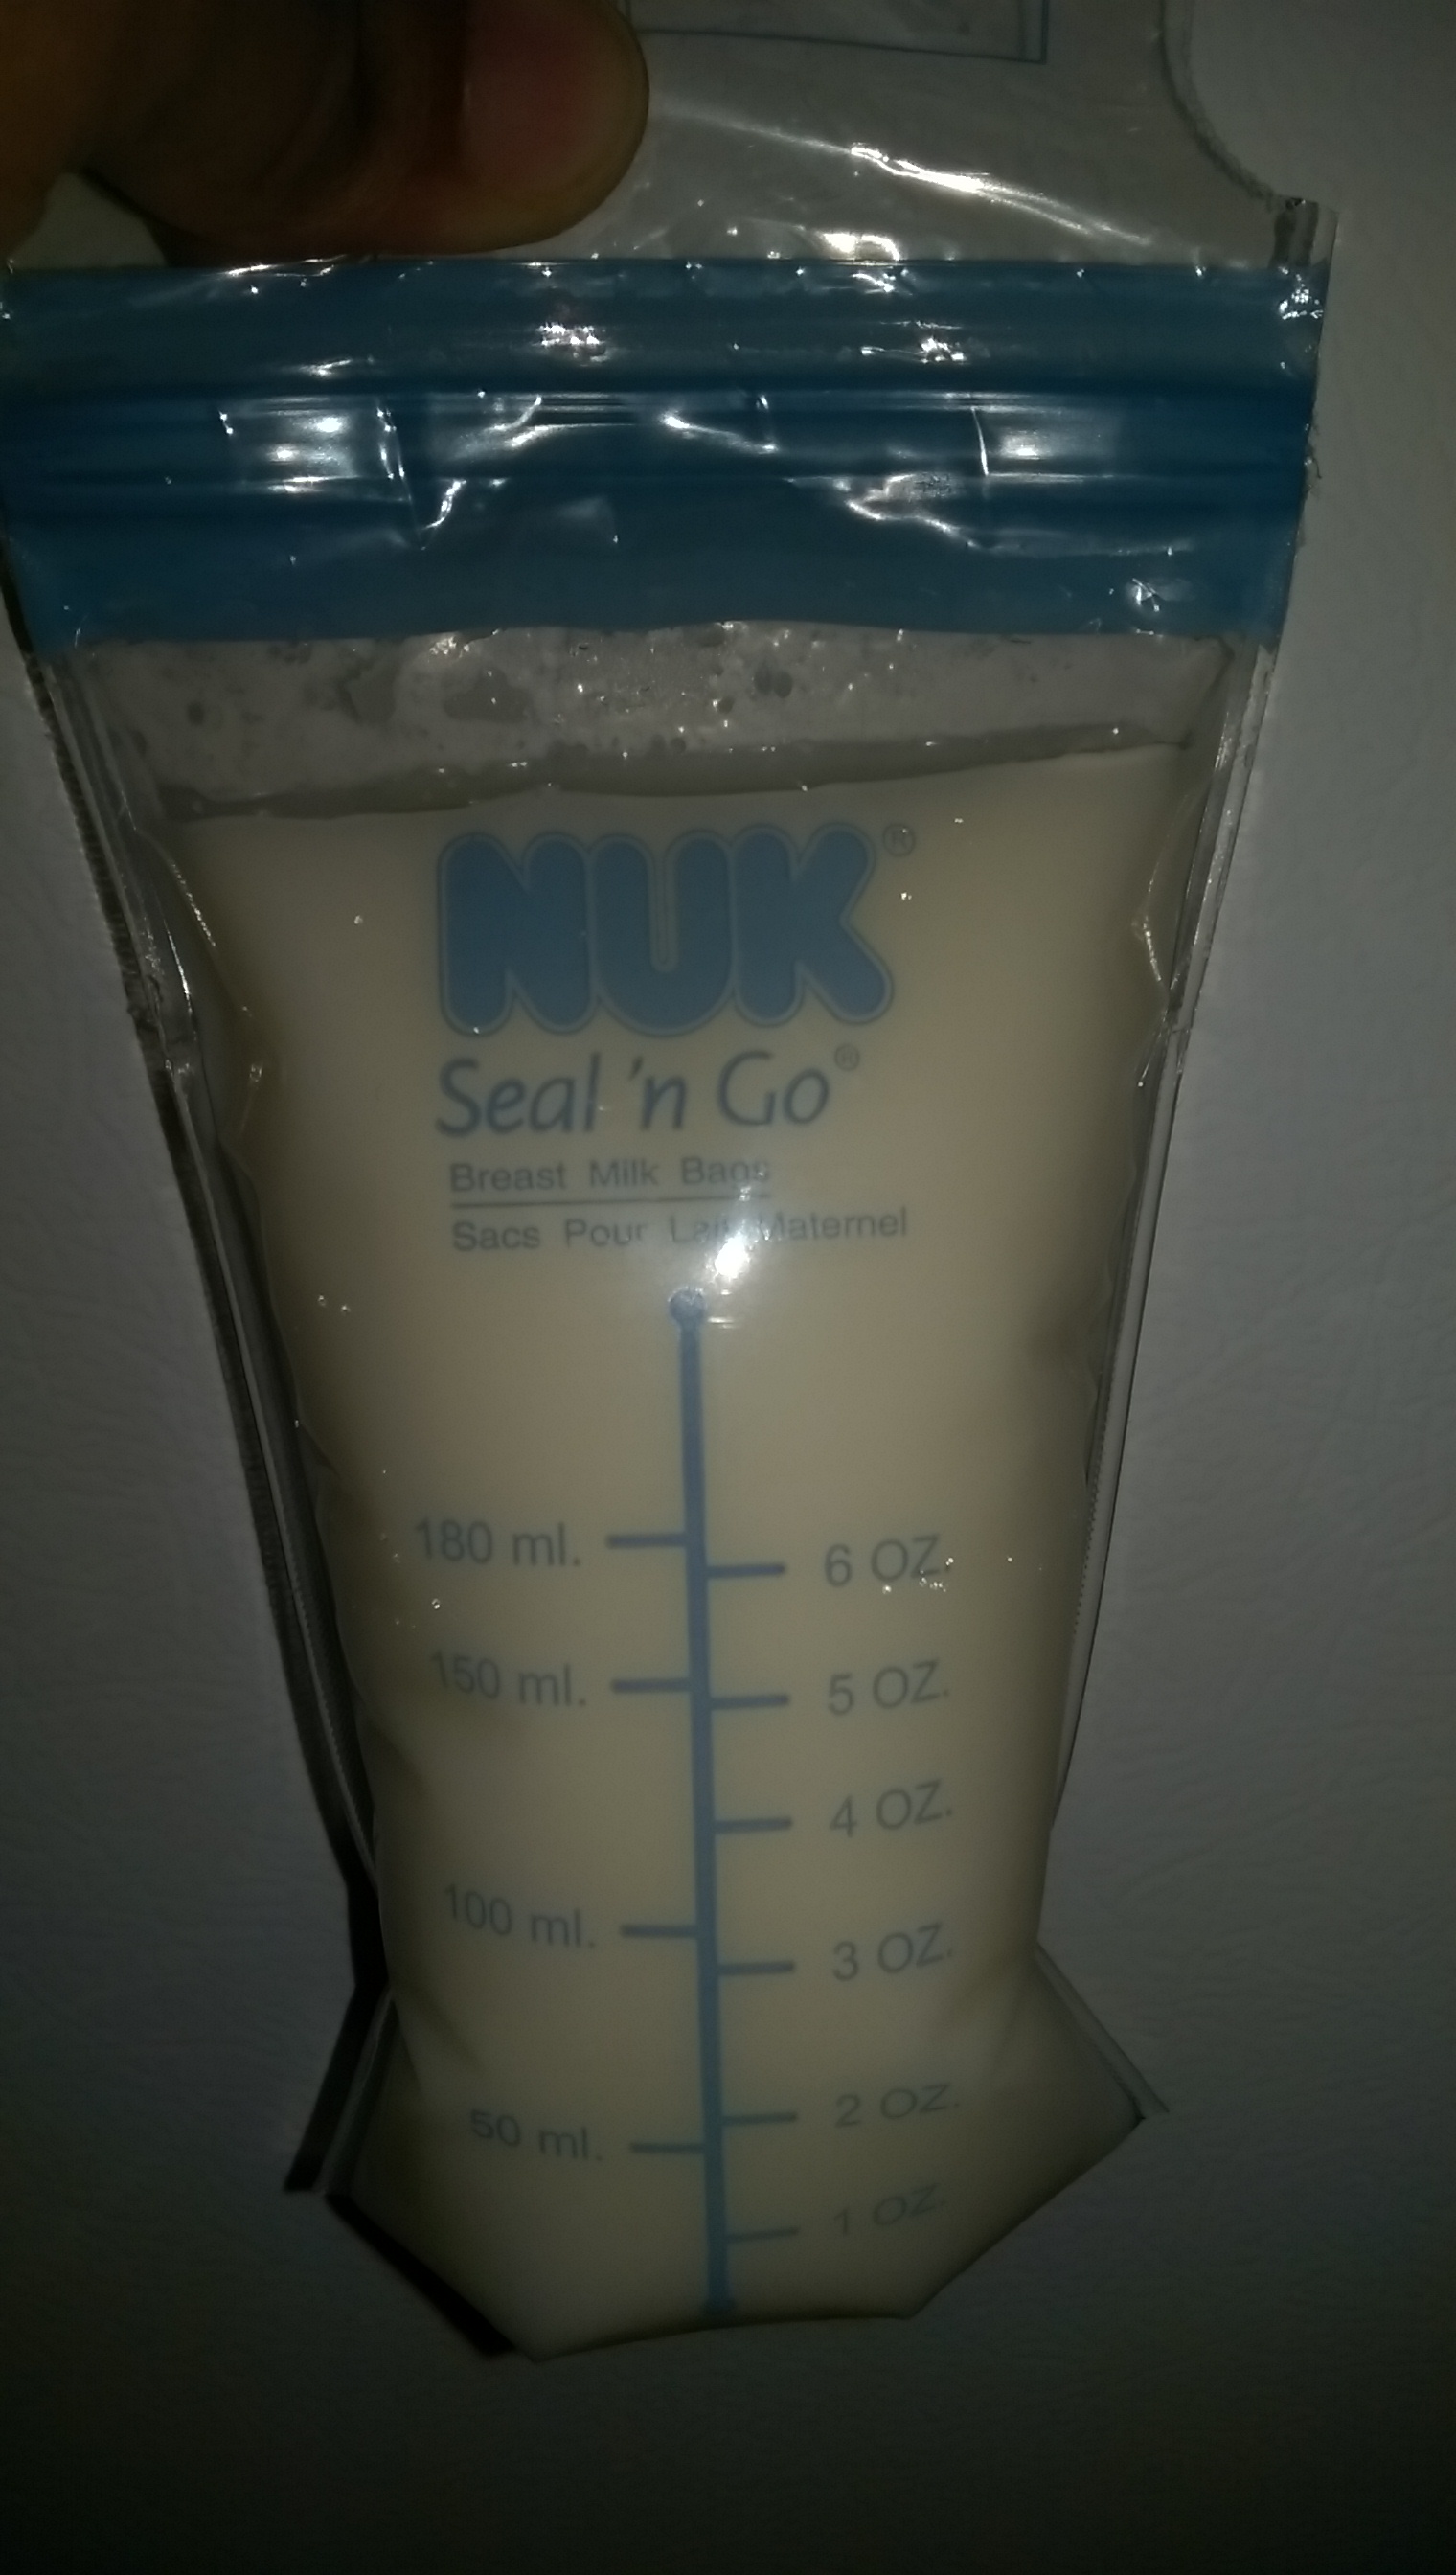 NUK®
Seal 'n Go®
Breast Milk Bags
Sacs Pour Lait Maternel
180 ml. 6 OZ.
150 ml. 5 OZ.
4 OZ.
100 ml. 3 OZ.
2 OZ.
50 ml.
1 OZ.